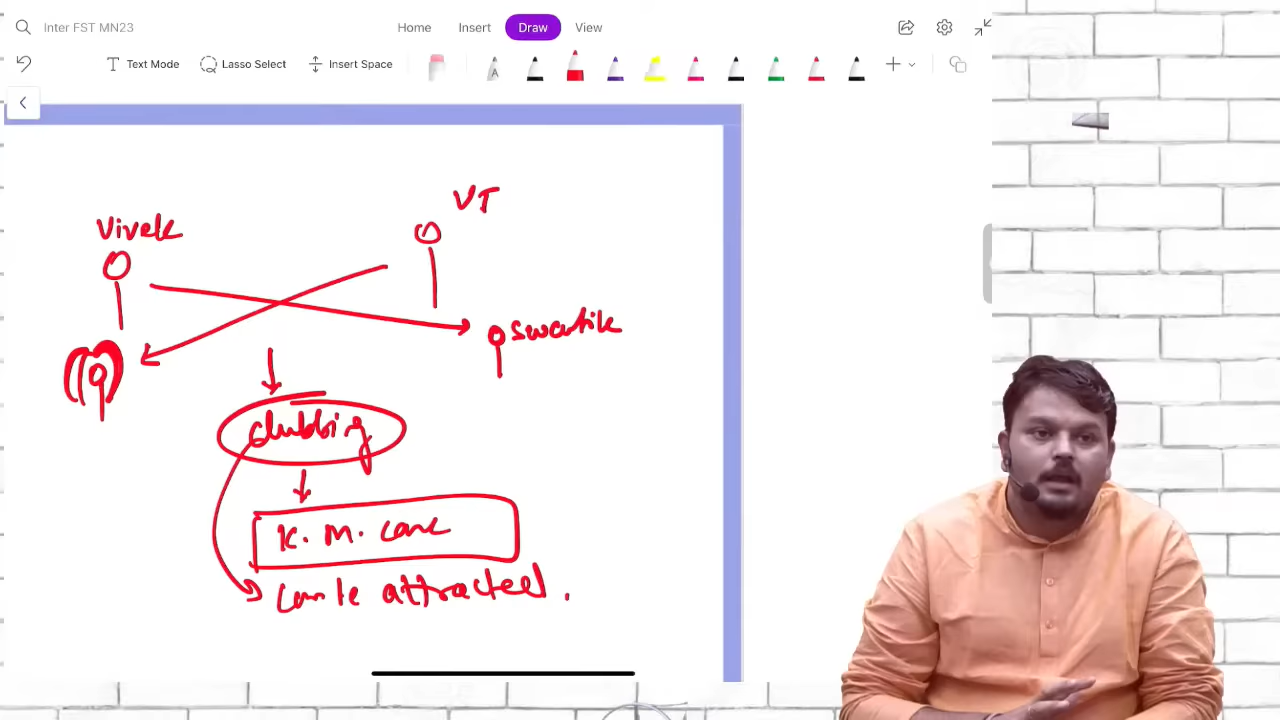 Inter FST MN23
Home Insert Draw View
Text Mode Lasso Select Insert Space
A
VT
Vivek
Swastik
clubbing
K. M. case
can be attracted.